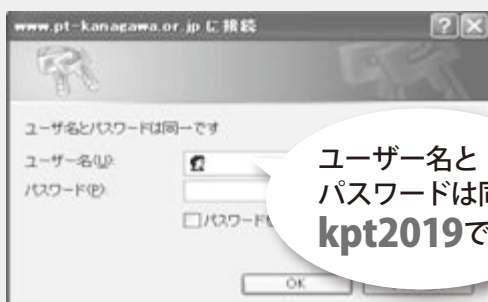 www.pt-kanagawa.or.jp に接続
ユーザ名とパスワードは同一です
ユーザー名(U):
パスワード(P):
パスワードを
OK
ユーザー名と
パスワードは同
kpt2019で